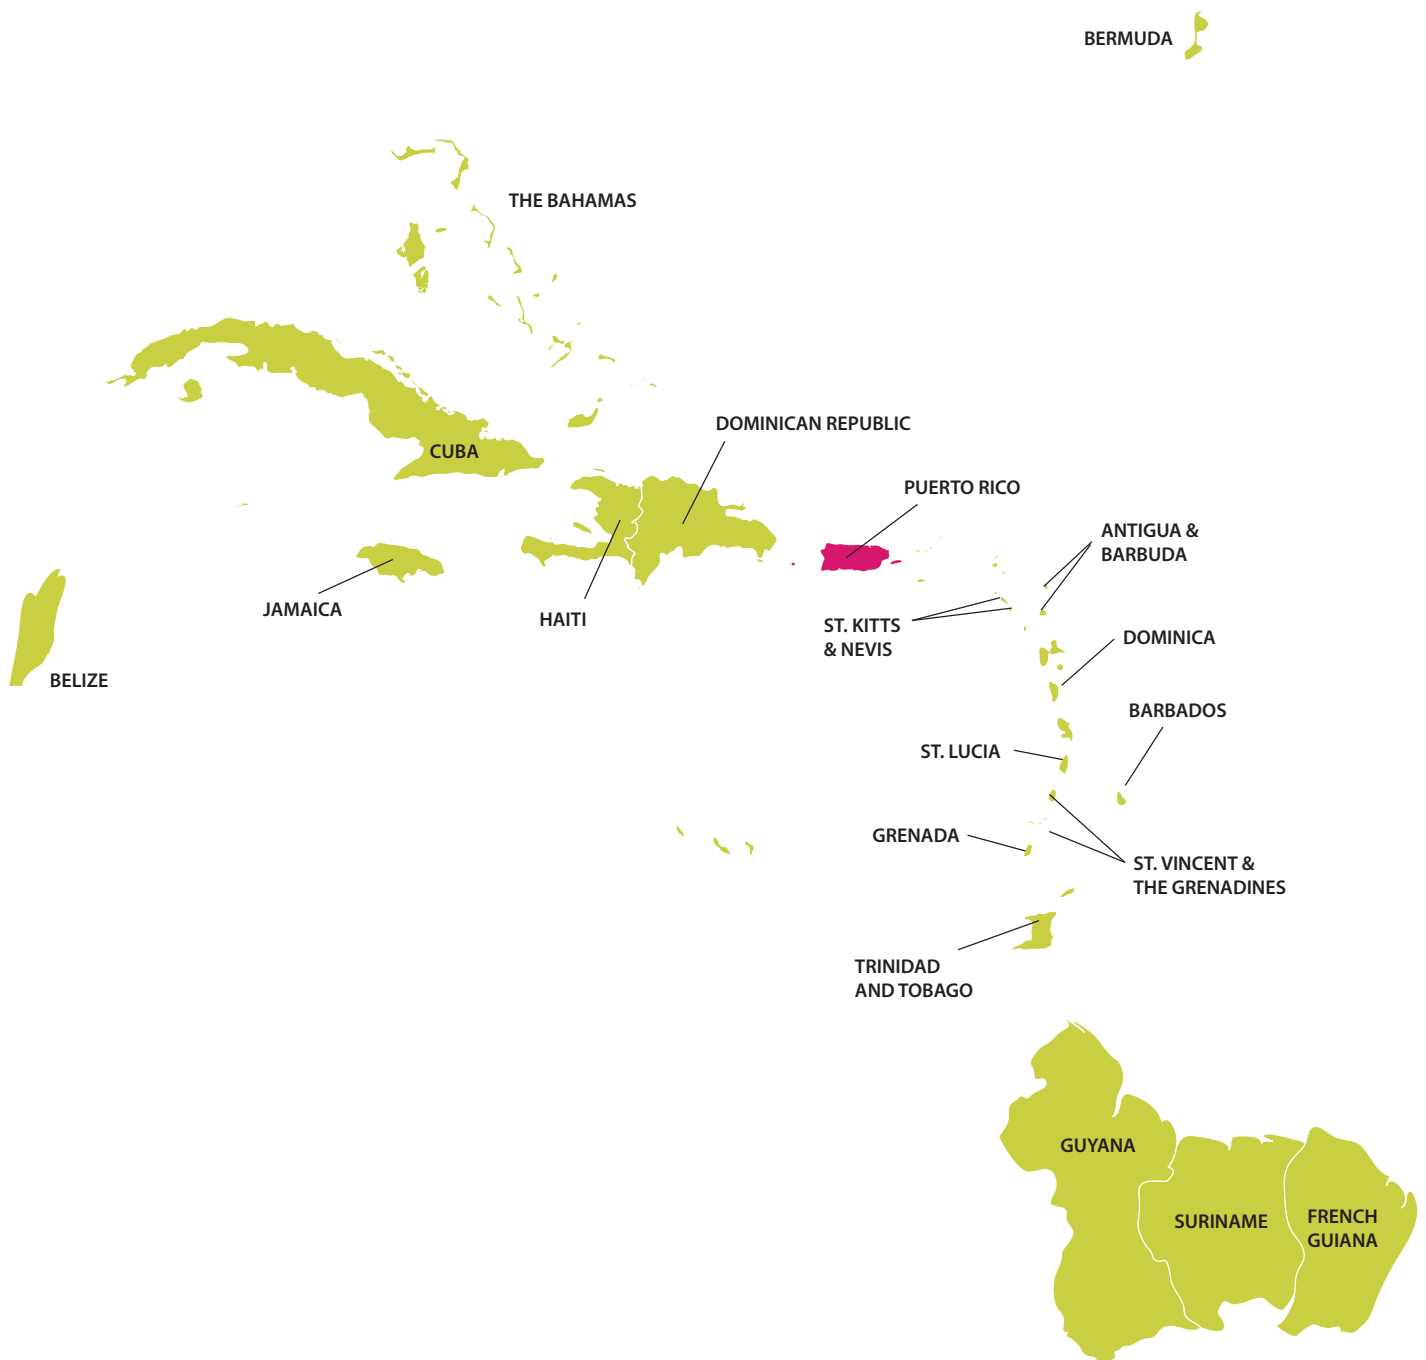 BERMUDA
THE BAHAMAS
DOMINICAN REPUBLIC
CUBA
PUERTO RICO
ANTIGUA &
BARBUDA
JAMAICA
HAITI
ST. KITTS
& NEVIS
DOMINICA
BELIZE
BARBADOS
ST. LUCIA
GRENADA
ST. VINCENT &
THE GRENADINES
TRINIDAD
AND TOBAGO
GUYANA
SURINAME
FRENCH
GUIANA